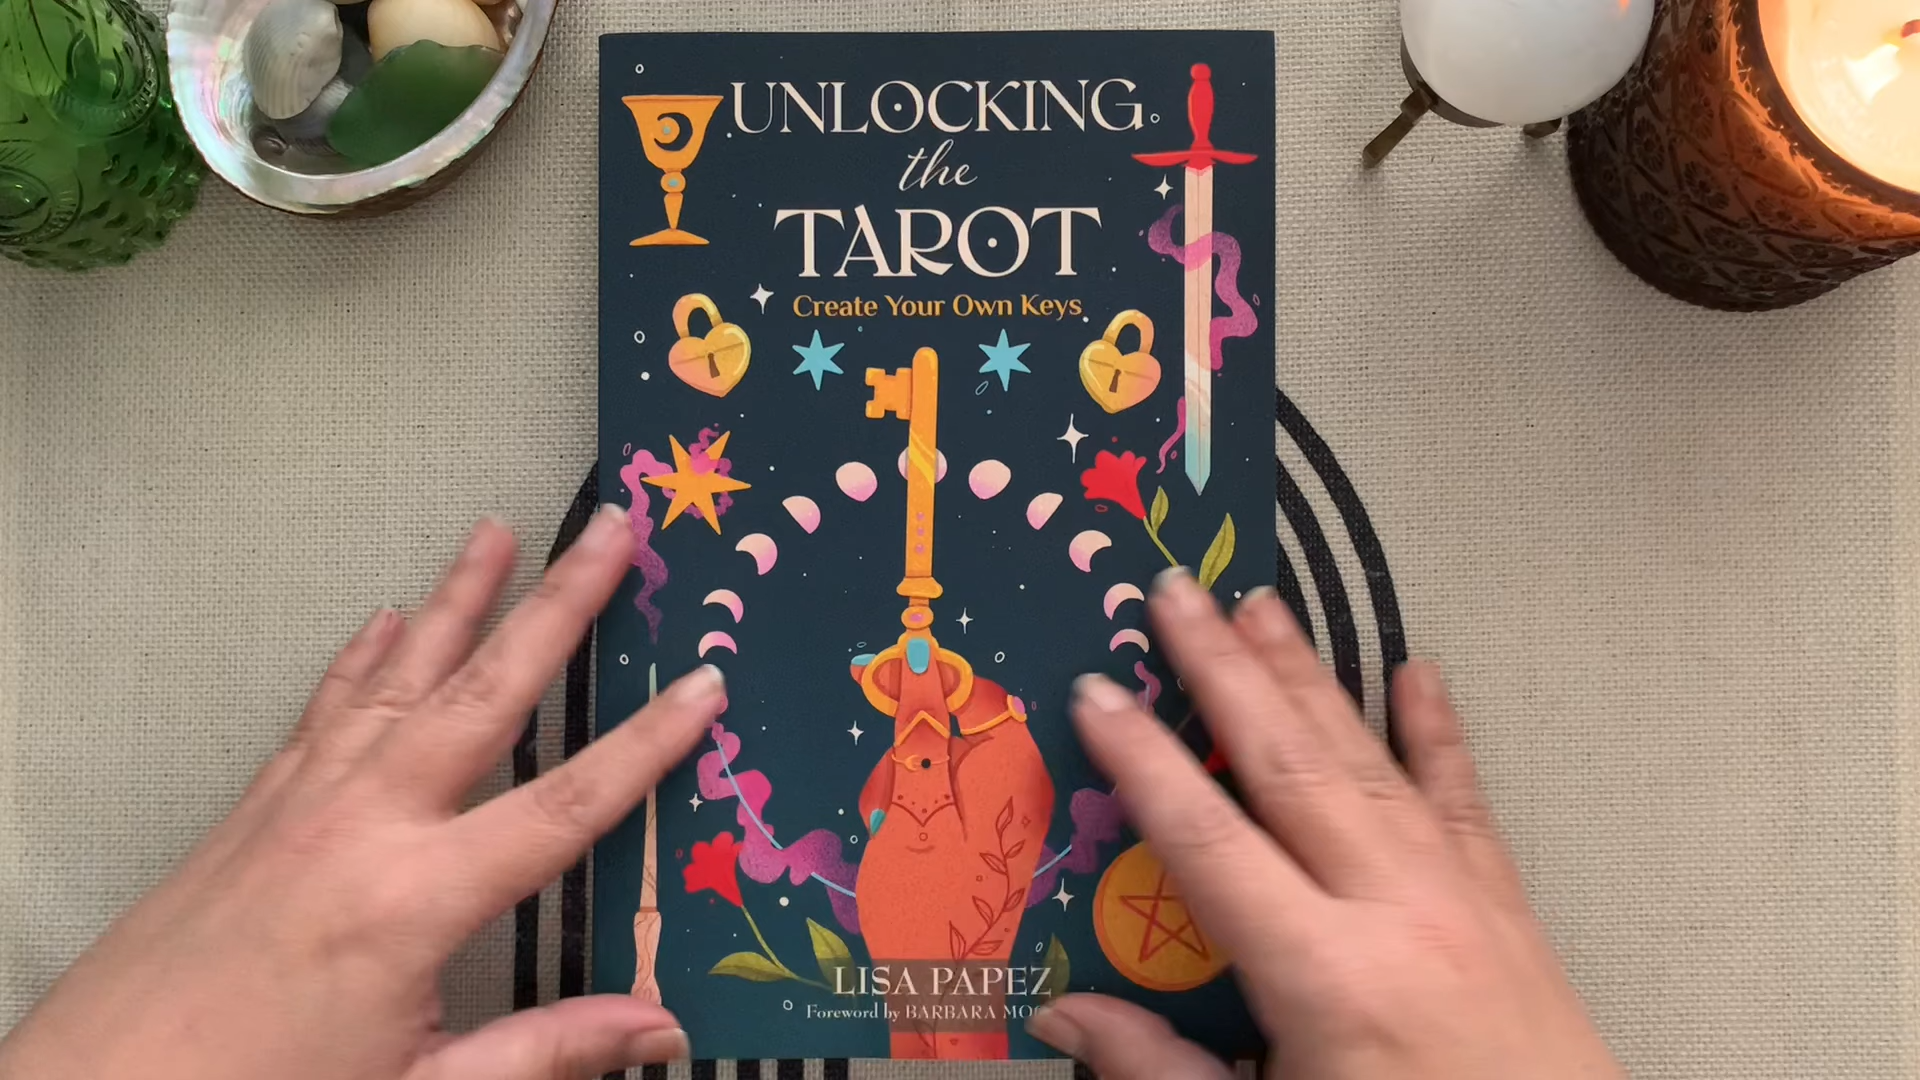 UNLOCKING
the
TAROT
Create Your Own Keys
LISA PAPEZ
Foreword by BARBARA